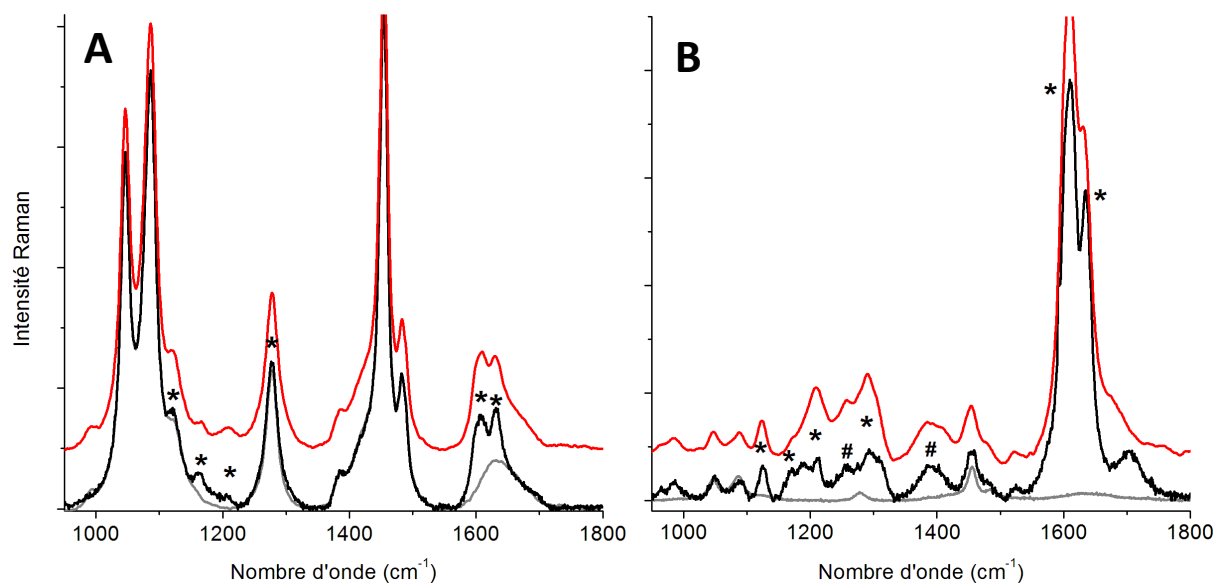 A
B
Intensité Raman
* * * * * *
* * * # * # *
1000 1200 1400 1600 1800
1000 1200 1400 1600 1800
Nombre d'onde (cm-1)
Nombre d'onde (cm-1)